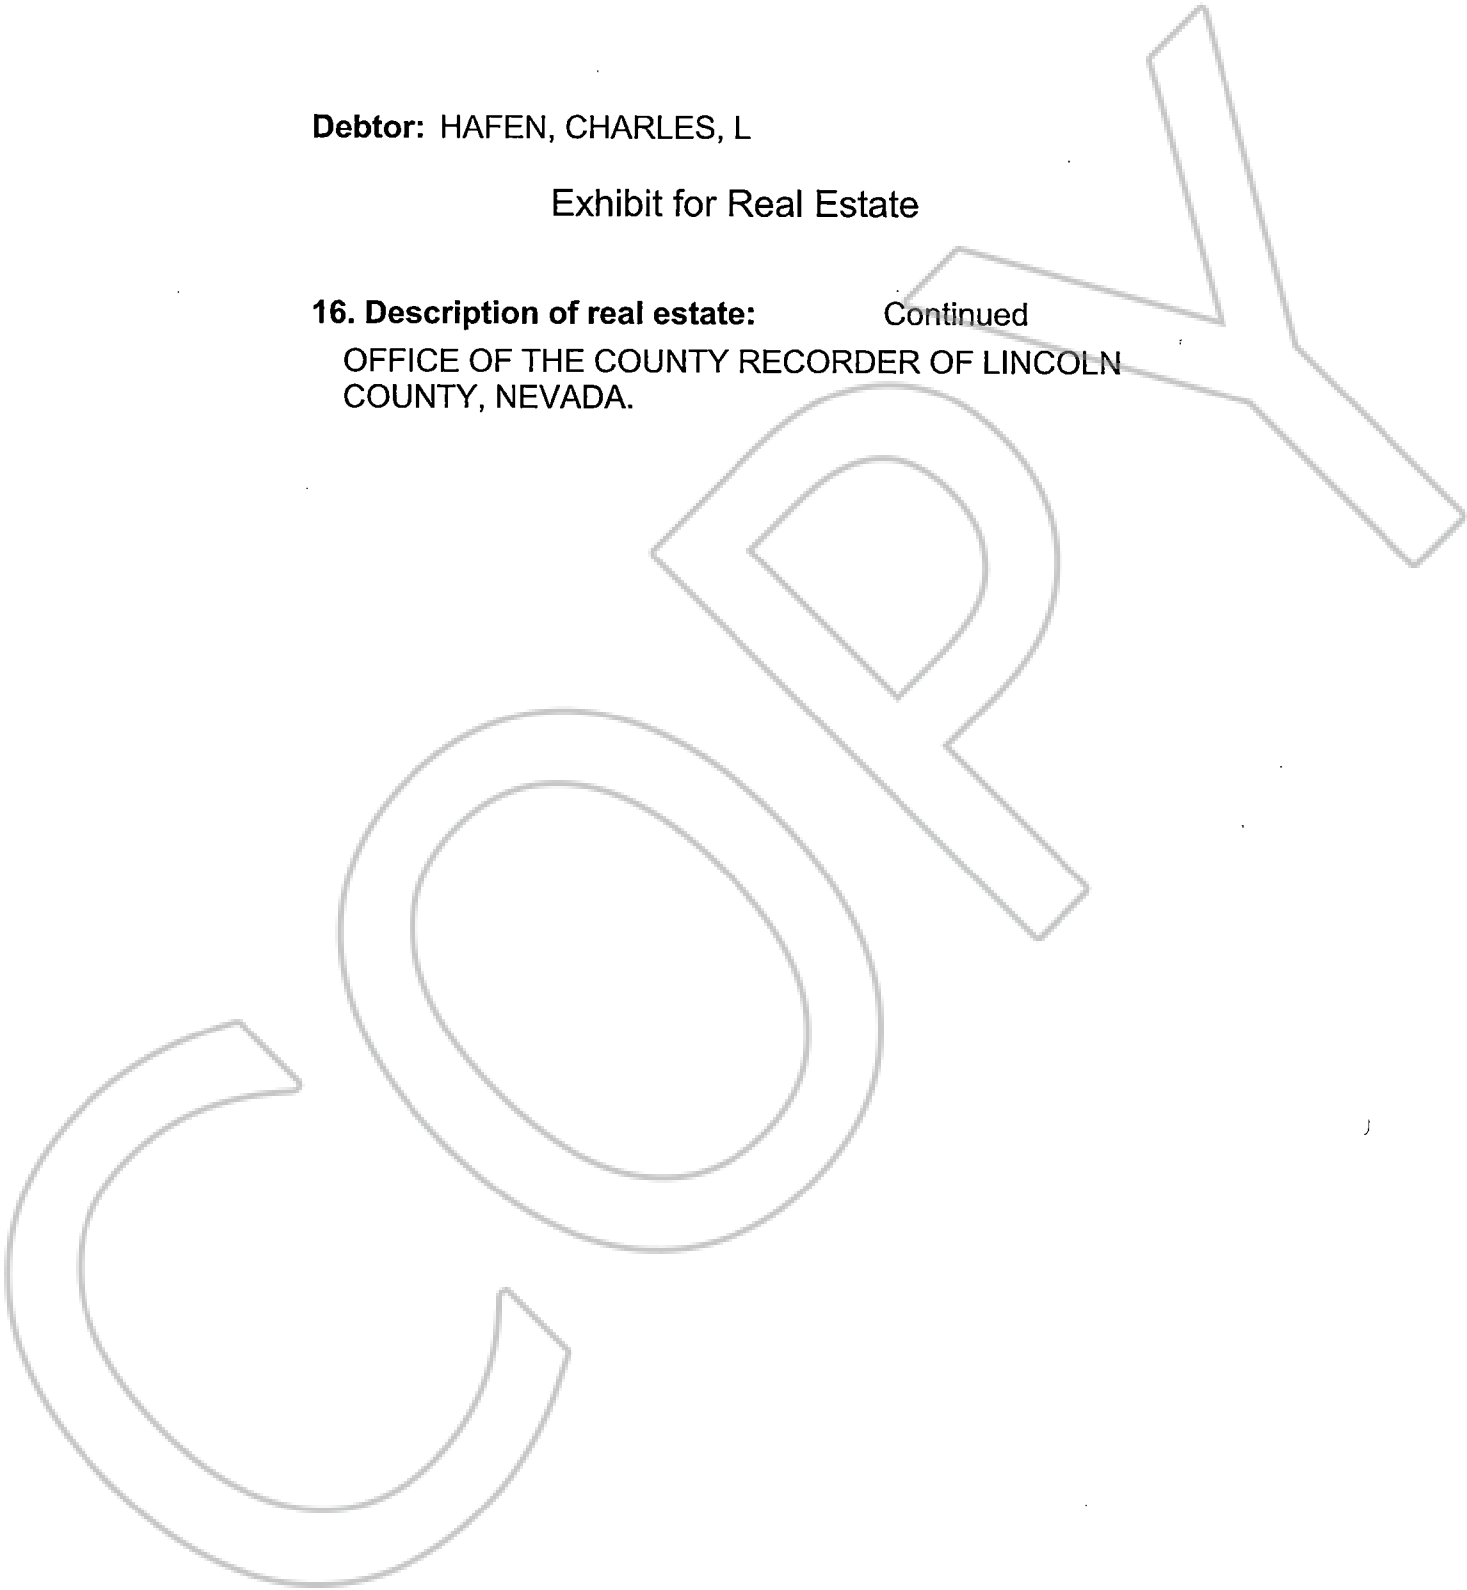 Debtor: HAFEN, CHARLES, L
Exhibit for Real Estate
16. Description of real estate: Continued
OFFICE OF THE COUNTY RECORDER OF LINCOLN
COUNTY, NEVADA.
COPY